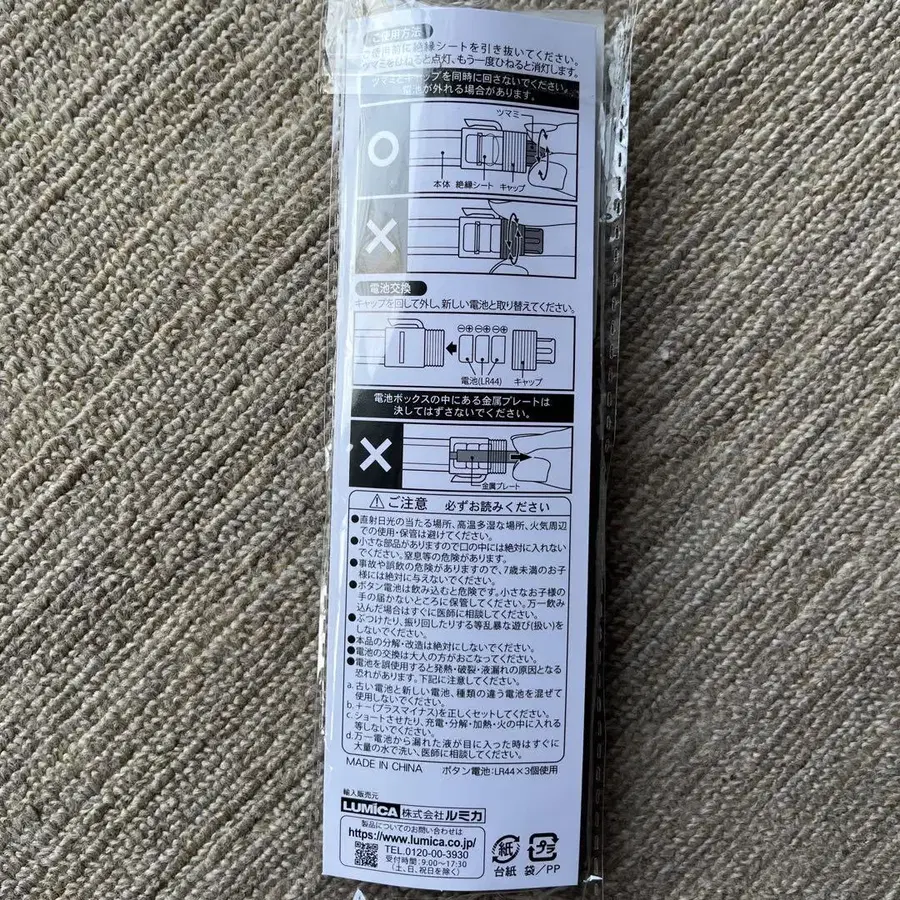 ご使用方法
ご使用前に絶縁シートを引き抜いてください。
ツマミをひねると点灯、もう一度ひねると消灯します。
ツマミとキャップを同時に回さないでください。
電池が外れる場合があります。
ツマミ
本体 絶縁シート キャップ
電池交換
キャップを回して外し、新しい電池と取り替えてください。
⊖⊕⊖⊕⊖⊕
電池(LR44) キャップ
電池ボックスの中にある金属プレートは
決してはずさないでください。
金属プレート
⚠ご注意 必ずお読みください
●直射日光の当たる場所、高温多湿な場所、火気周辺
での使用・保管は避けてください。
●小さな部品がありますので口の中には絶対に入れない
でください。窒息等の危険があります。
●事故や誤飲の危険がありますので、7歳未満のお子
様には絶対に与えないでください。
●ボタン電池は飲み込むと危険です。小さなお子様の
手の届かないところに保管してください。万一飲み
込んだ場合はすぐに医師に相談してください。
●ぶつけたり、振り回したりする等乱暴な遊び(扱い)を
しないでください。
●本品の分解・改造は絶対にしないでください。
●電池の交換は大人の方がおこなってください。
●電池を誤使用すると発熱・破裂・液漏れの原因となる
恐れがあります。下記に注意してください。
a.古い電池と新しい電池、種類の違う電池を混ぜて
使用しないでください。
b.+−(プラスマイナス)を正しくセットしてください。
c.ショートさせたり、充電・分解・加熱・火の中に入れる
等しないでください。
d.万一電池から漏れた液が目に入った時はすぐに
大量の水で洗い、医師に相談してください。
MADE IN CHINA ボタン電池:LR44×3個使用
輸入販売元
LUMICA 株式会社ルミカ
製品についてのお問い合わせは
https://www.lumica.co.jp/
TEL.0120-00-3930
受付時間:9:00〜17:30
(土、日、祝日を除く)
紙 プラ
台紙 袋/PP